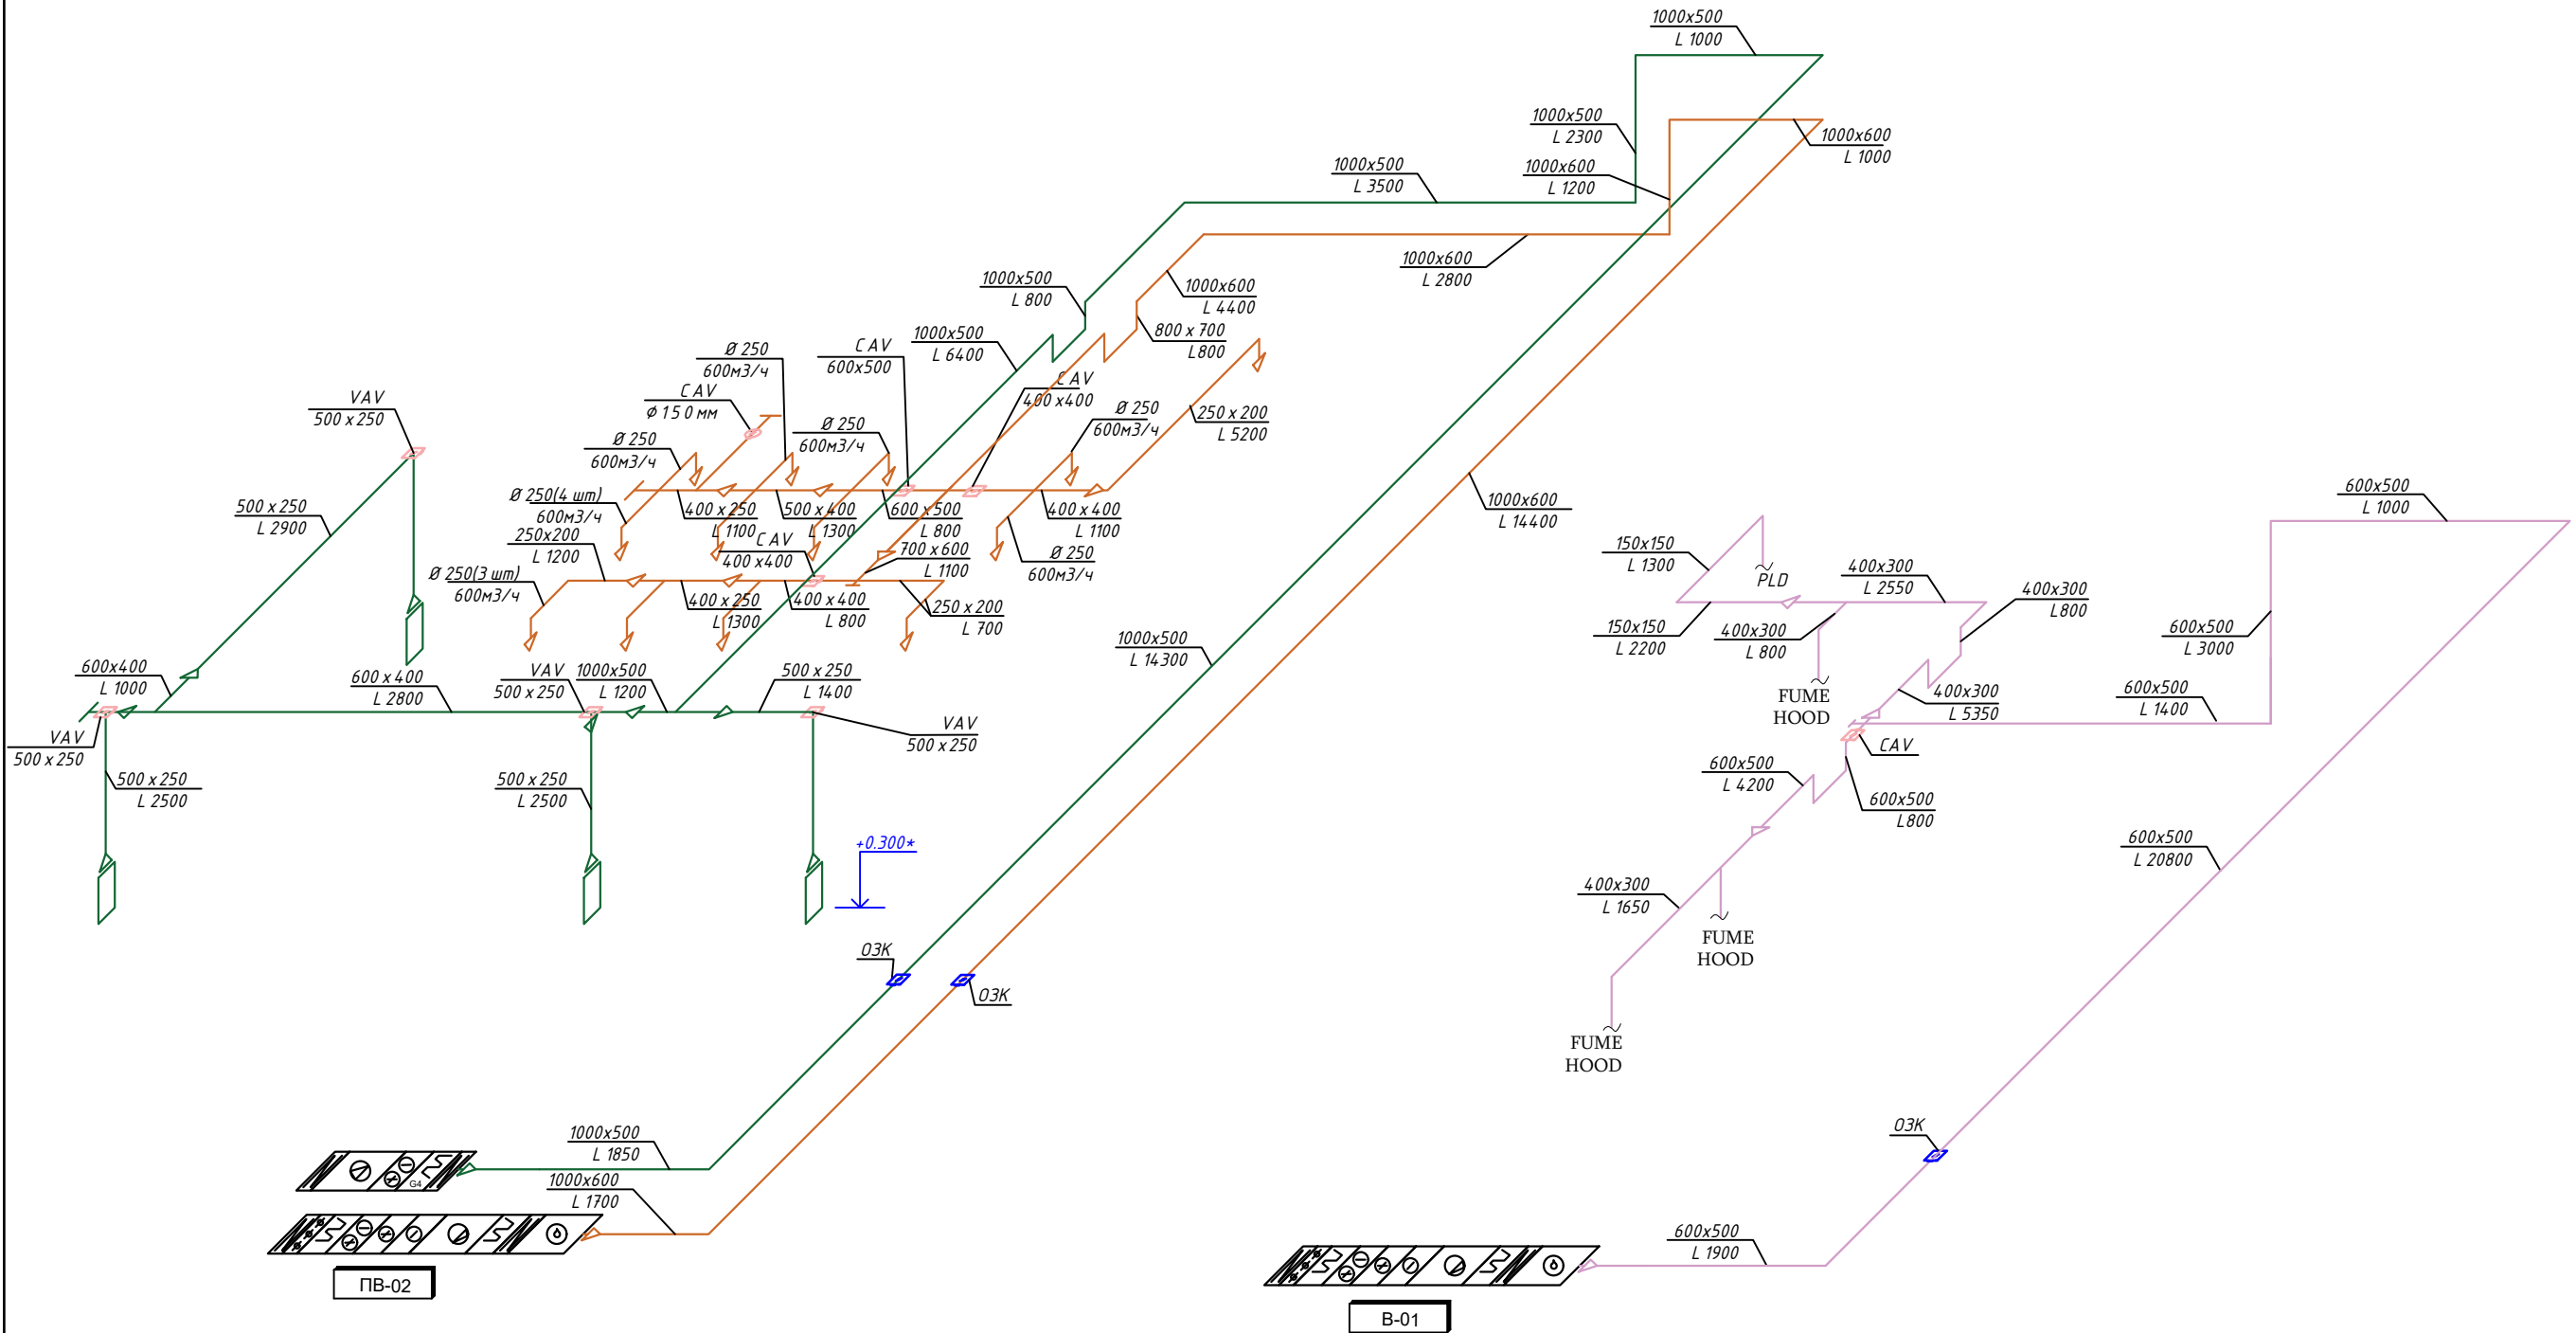 1000x500
L 1000
1000x500
L 2300
1000x600
L 1000
1000x500
L 3500
1000x600
L 1200
1000x600
L 2800
1000x500
L 800
1000x600
L 4400
800 x 700
L800
1000x500
L 6400
CAV
600x500
Ø 250
600м3/ч
CAV
400 x400
CAV
ϕ 150 мм
VAV
500 x 250
Ø 250
600м3/ч
Ø 250
600м3/ч
Ø 250
600м3/ч
250 x 200
L 5200
Ø 250(4 шт)
600м3/ч
500 x 250
L 2900
400 x 250
L 1100
500 x 400
L 1300
600 x 500
L 800
400 x 400
L 1100
250x200
L 1200
CAV
400 x400
700 x 600
L 1100
Ø 250
600м3/ч
Ø 250(3 шт)
600м3/ч
400 x 250
L 1300
400 x 400
L 800
250 x 200
L 700
1000x600
L 14400
1000x500
L 14300
600x400
L 1000
600 x 400
L 2800
VAV
500 x 250
1000x500
L 1200
500 x 250
L 1400
VAV
500 x 250
VAV
500 x 250
500 x 250
L 2500
500 x 250
L 2500
+0.300*
ОЗК
ОЗК
1000x500
L 1850
1000x600
L 1700
G4
ПВ-02
600x500
L 1000
150x150
L 1300
PLD
400x300
L 2550
400x300
L800
150x150
L 2200
400x300
L 800
600x500
L 3000
FUME
HOOD
400x300
L 5350
600x500
L 1400
CAV
600x500
L 4200
600x500
L800
600x500
L 20800
400x300
L 1650
FUME
HOOD
FUME
HOOD
ОЗК
600x500
L 1900
В-01